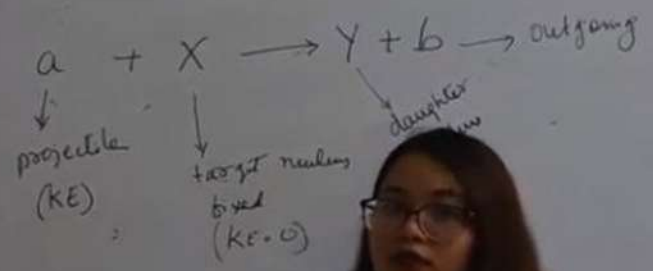 a + X → Y + b → outgoing
projectile
(KE)
target nucleus
fixed
(KE=0)
daughter